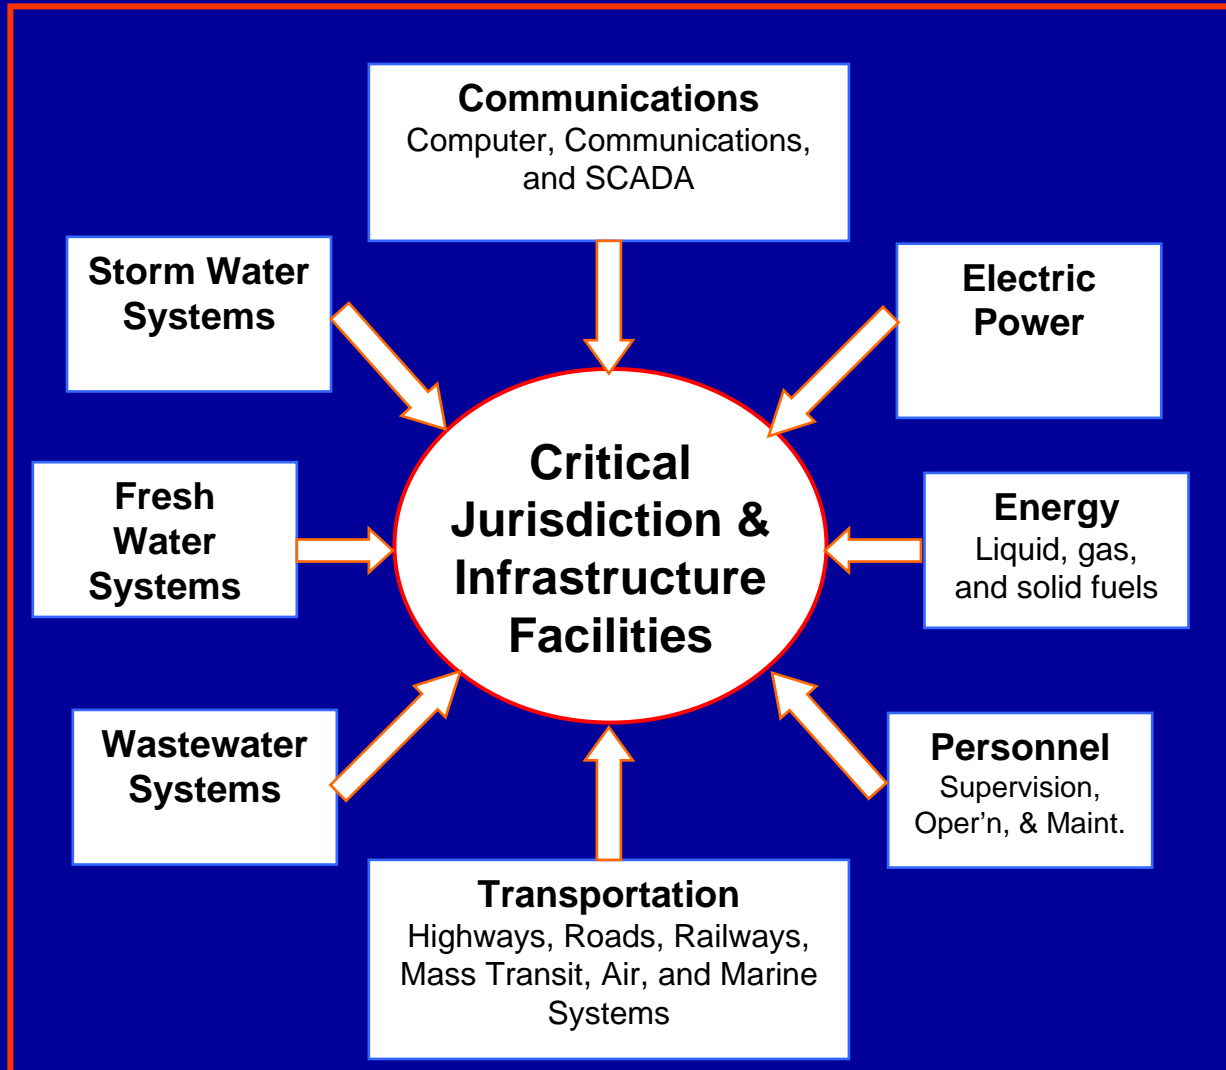 Communications
Computer, Communications,
and SCADA
Storm Water
Systems
Electric
Power
Critical
Jurisdiction &
Infrastructure
Facilities
Fresh
Water
Systems
Energy
Liquid, gas,
and solid fuels
Wastewater
Systems
Personnel
Supervision,
Oper’n, & Maint.
Transportation
Highways, Roads, Railways,
Mass Transit, Air, and Marine
Systems